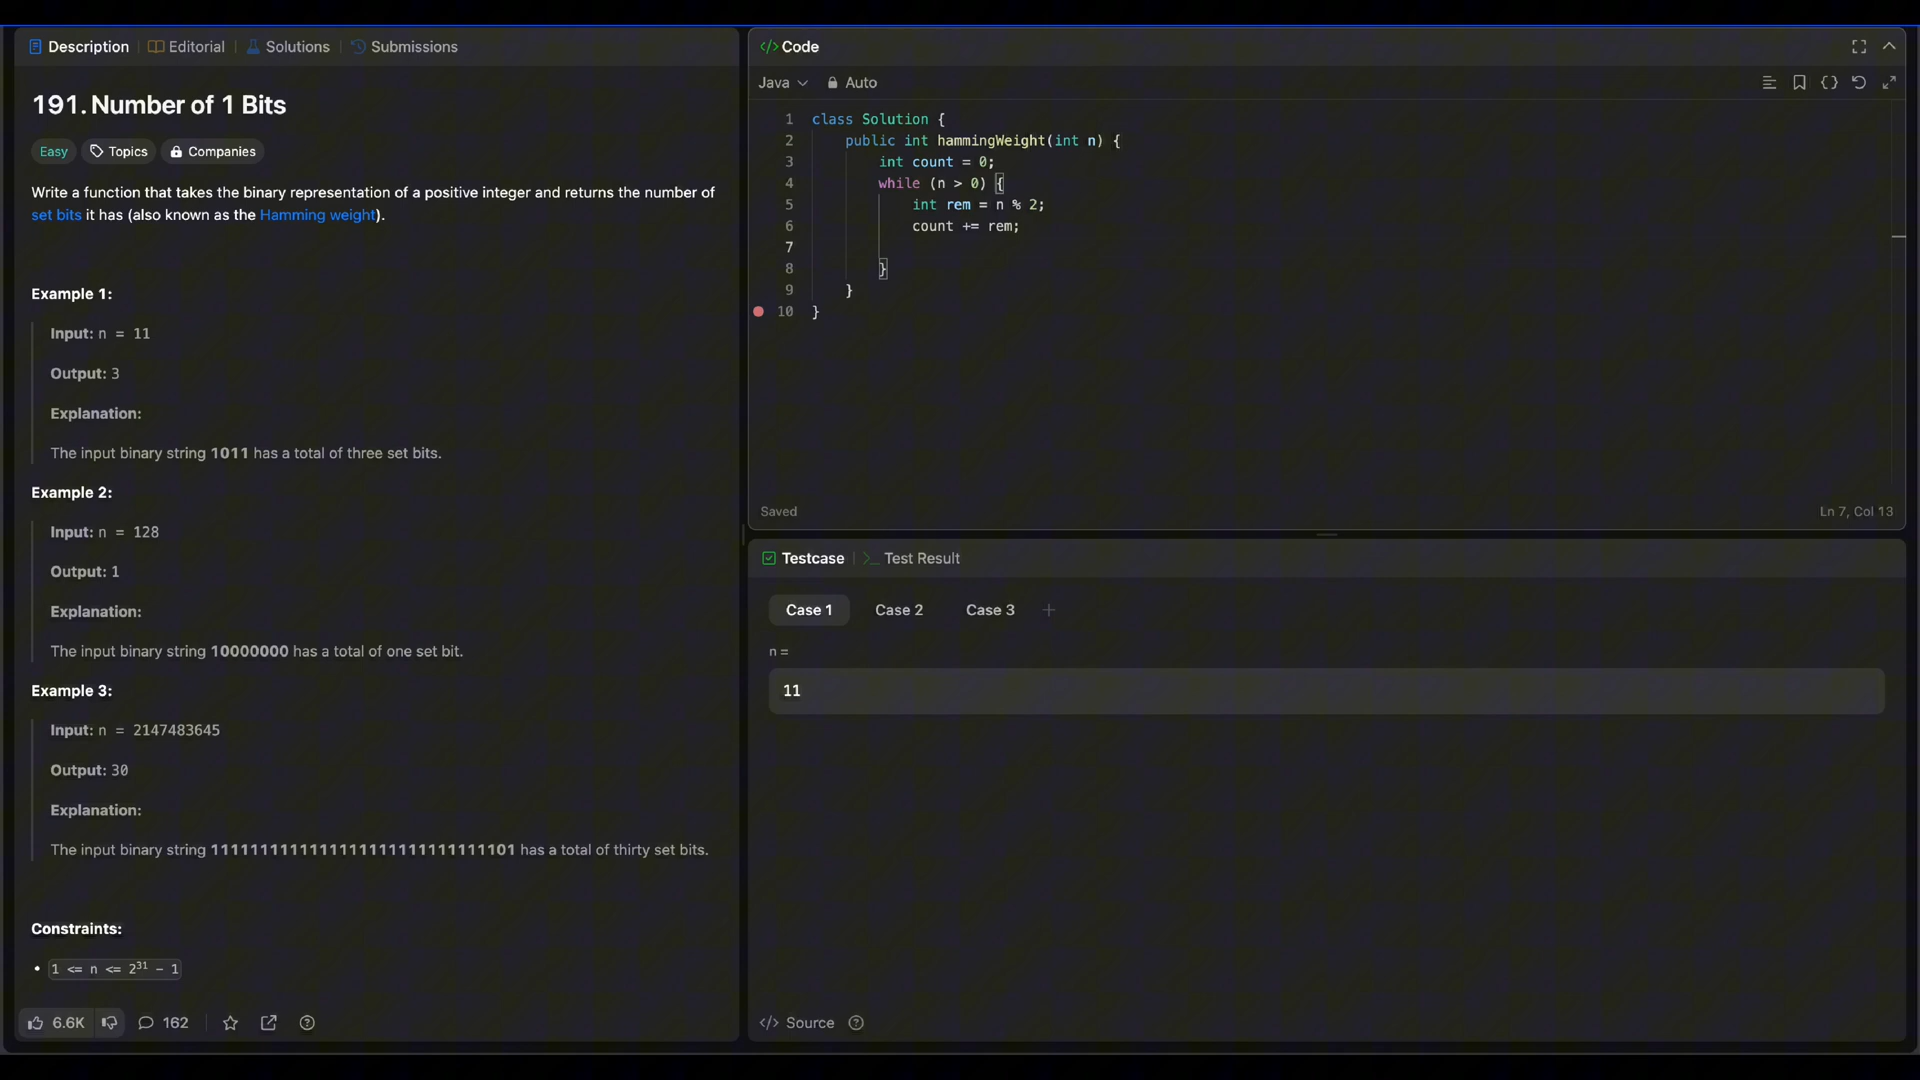 Description
Editorial
Solutions
Submissions
191. Number of 1 Bits
Easy
Topics
Companies
Write a function that takes the binary representation of a positive integer and returns the number of
set bits it has (also known as the Hamming weight).
Example 1:
Input: n = 11
Output: 3
Explanation:
The input binary string 1011 has a total of three set bits.
Example 2:
Input: n = 128
Output: 1
Explanation:
The input binary string 10000000 has a total of one set bit.
Example 3:
Input: n = 2147483645
Output: 30
Explanation:
The input binary string 1111111111111111111111111111101 has a total of thirty set bits.
Constraints:
• 1 <= n <= 2³¹ - 1
6.6K
162
</> Code
Java
Auto
1 class Solution {
2 public int hammingWeight(int n) {
3 int count = 0;
4 while (n > 0) {
5 int rem = n % 2;
6 count += rem;
7
8 }
9 }
10 }
Saved
Ln 7, Col 13
Testcase
>_ Test Result
Case 1
Case 2
Case 3
+
n =
11
</> Source